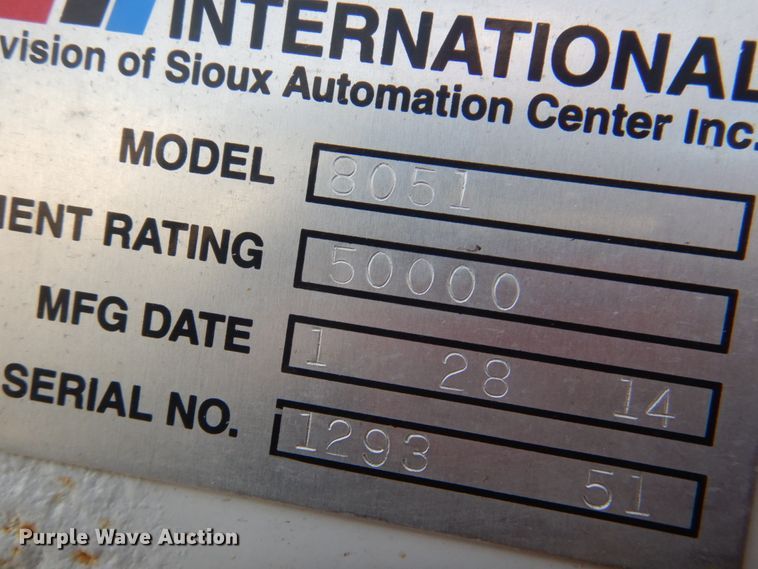 INTERNATIONAL
vision of Sioux Automation Center Inc.
MODEL 8051
MENT RATING 50000
MFG DATE 1 28 14
SERIAL NO. 1293 51
Purple Wave Auction